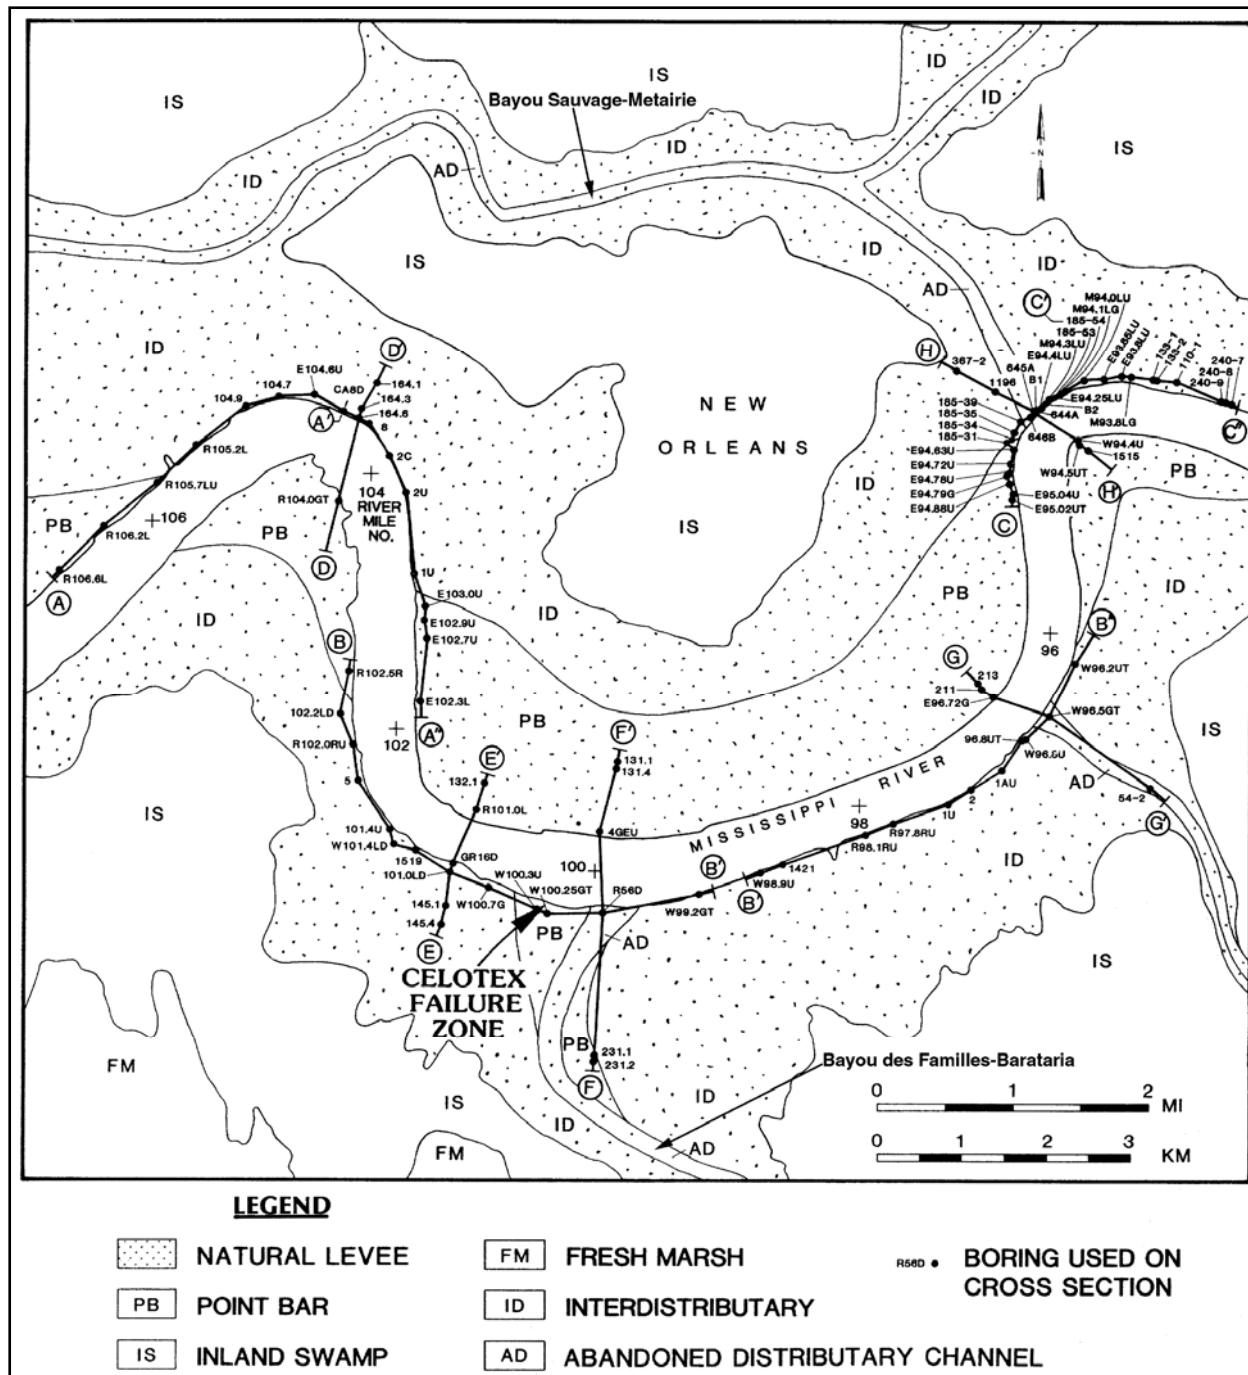 IS
Bayou Sauvage-Metairie
IS
ID
ID
IS
ID
AD
ID
N
IS
ID
AD
ID
C'
M94.0LU
M94.1LG
185-54
185-53
M94.3LU
E94.4LU
645A
B1
E93.85LU
E93.8LU
133-1
133-2
110-1
240-7
240-8
240-9
C"
E94.25LU
B2
644A
M93.8LG
646B
H
367-2
1196
185-39
185-35
185-34
185-31
E94.63U
E94.72U
E94.78U
E94.79G
E94.88U
W94.4U
1515
W94.5UT
H'
PB
E95.04U
E95.02UT
C
ID
D'
E104.6U
CA8D
164.1
164.3
164.6
104.7
104.9
A'
8
R105.2L
2C
R105.7LU
2U
R104.0GT
104
RIVER
MILE
NO.
PB
106
R106.2L
PB
D
R106.6L
A
NEW
ORLEANS
IS
ID
1U
E103.0U
E102.9U
E102.7U
ID
PB
ID
ID
B
R102.5R
102.2LD
R102.0RU
E102.3L
A"
102
PB
96
B"
W96.2UT
G
213
211
E96.72G
W96.5GT
96.8UT
W96.5U
IS
AD
54-2
G'
1AU
2
1U
MISSISSIPPI RIVER
98
R97.8RU
R98.1RU
5
E'
132.1
R101.0L
F'
131.1
131.4
4GEU
IS
101.4U
W101.4LD
1519
GR16D
101.0LD
W100.3U
W100.25GT
100
R56D
W100.7G
B'
W99.2GT
B'
W98.9U
1421
ID
145.1
145.4
E
PB
AD
CELOTEX
FAILURE
ZONE
IS
PB
231.1
231.2
F
FM
IS
ID
FM
Bayou des Familles-Barataria
ID
AD
0 1 2
MI
0 1 2 3
KM
LEGEND
NATURAL LEVEE
FM FRESH MARSH
R56D BORING USED ON
CROSS SECTION
PB POINT BAR
ID INTERDISTRIBUTARY
IS INLAND SWAMP
AD ABANDONED DISTRIBUTARY CHANNEL